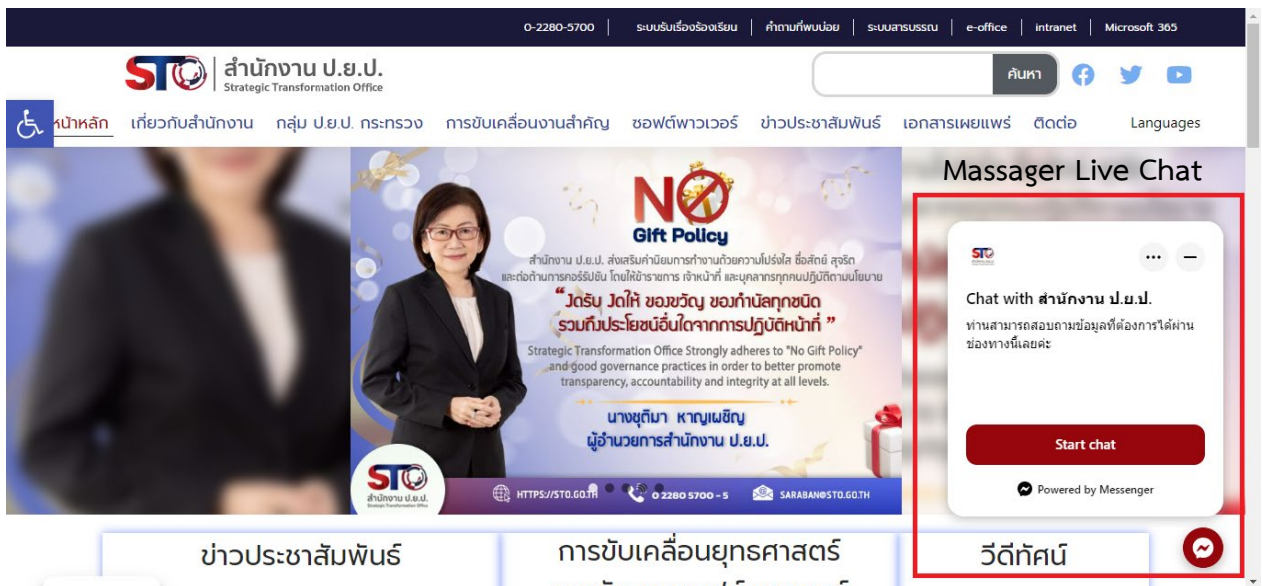 0-2280-5700 | ระบบรับเรื่องร้องเรียน | คำถามที่พบบ่อย | ระบบสารบรรณ | e-office | intranet | Microsoft 365
STO สำนักงาน ป.ย.ป.
Strategic Transformation Office
ค้นหา
หน้าหลัก เกี่ยวกับสำนักงาน กลุ่ม ป.ย.ป. กระทรวง การขับเคลื่อนงานสำคัญ ซอฟต์พาวเวอร์ ข่าวประชาสัมพันธ์ เอกสารเผยแพร่ ติดต่อ Languages
NO
Gift Policy
สำนักงาน ป.ย.ป. ส่งเสริมค่านิยมการทำงานด้วยความโปร่งใส ซื่อสัตย์ สุจริต
และต่อต้านการคอร์รัปชัน โดยให้ข้าราชการ เจ้าหน้าที่ และบุคลากรทุกคนปฏิบัติตามนโยบาย
“งดรับ งดให้ ของขวัญ ของกำนัลทุกชนิด
รวมถึงประโยชน์อื่นใดจากการปฏิบัติหน้าที่ ”
Strategic Transformation Office Strongly adheres to "No Gift Policy"
and good governance practices in order to better promote
transparency, accountability and integrity at all levels.
นางชุติมา หาญเผชิญ
ผู้อำนวยการสำนักงาน ป.ย.ป.
STO
สำนักงาน ป.ย.ป.
Strategic Transformation Office
HTTPS://STO.GO.TH 0 2280 5700 - 5 SARABAN@STO.GO.TH
Massager Live Chat
STO
Chat with สำนักงาน ป.ย.ป.
ท่านสามารถสอบถามข้อมูลที่ต้องการได้ผ่าน
ช่องทางนี้เลยค่ะ
Start chat
Powered by Messenger
ข่าวประชาสัมพันธ์
การขับเคลื่อนยุทธศาสตร์
วีดีทัศน์